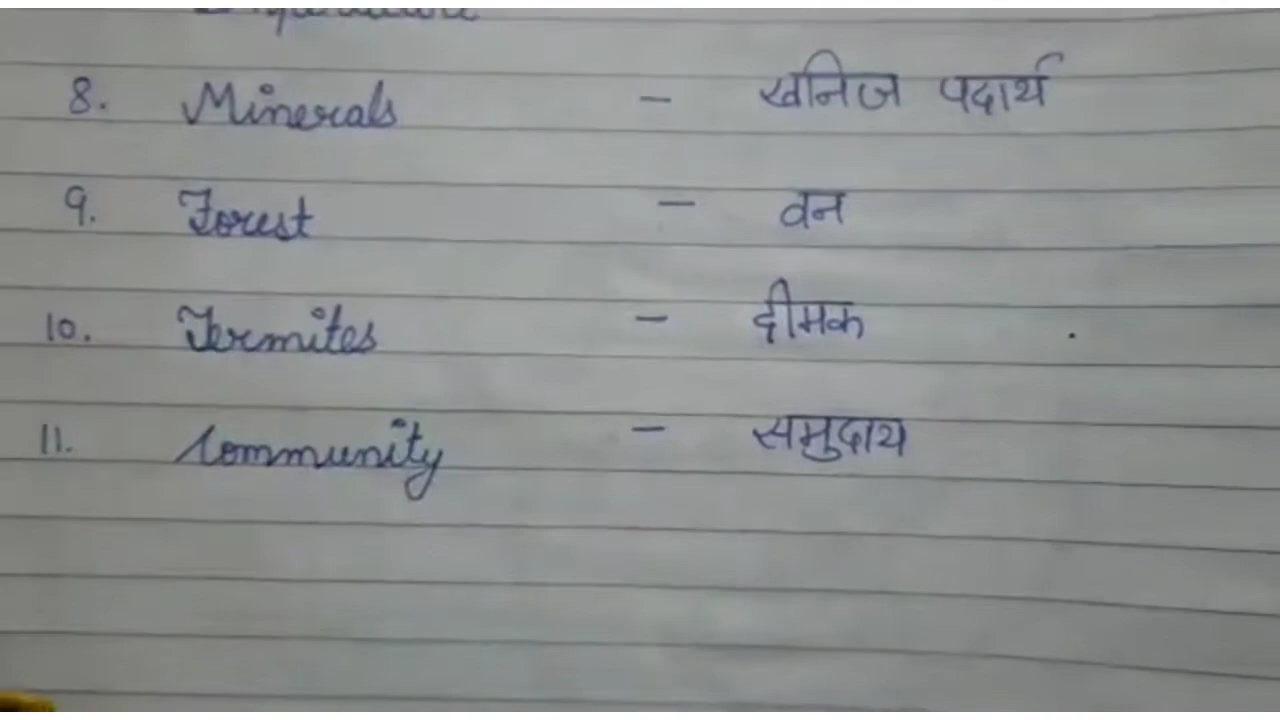 8. Minerals - खनिज पदार्थ
9. Forest - वन
10. Termites - दीमक
11. Community - समुदाय